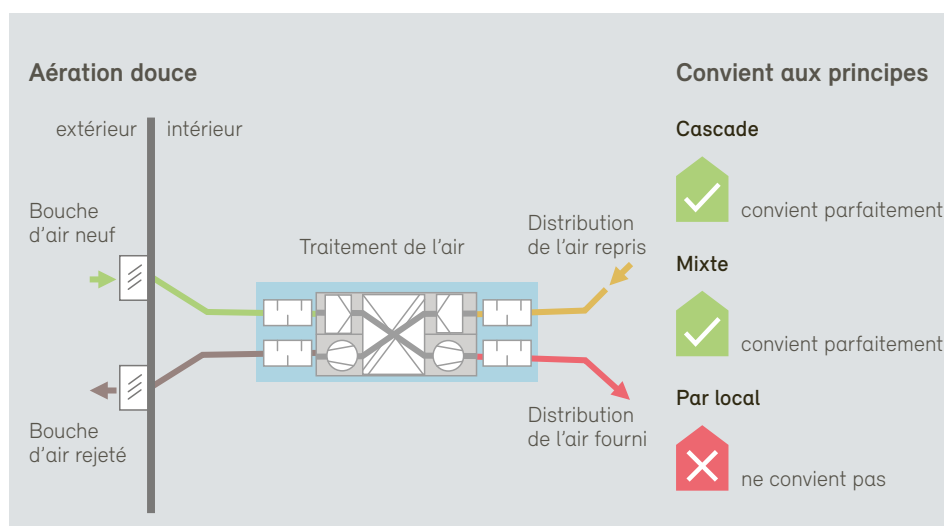 Aération douce
extérieur
intérieur
Bouche
d'air neuf
Traitement de l'air
Distribution
de l'air repris
Bouche
d'air rejeté
Distribution
de l'air fourni
Convient aux principes
Cascade
convient parfaitement
Mixte
convient parfaitement
Par local
ne convient pas